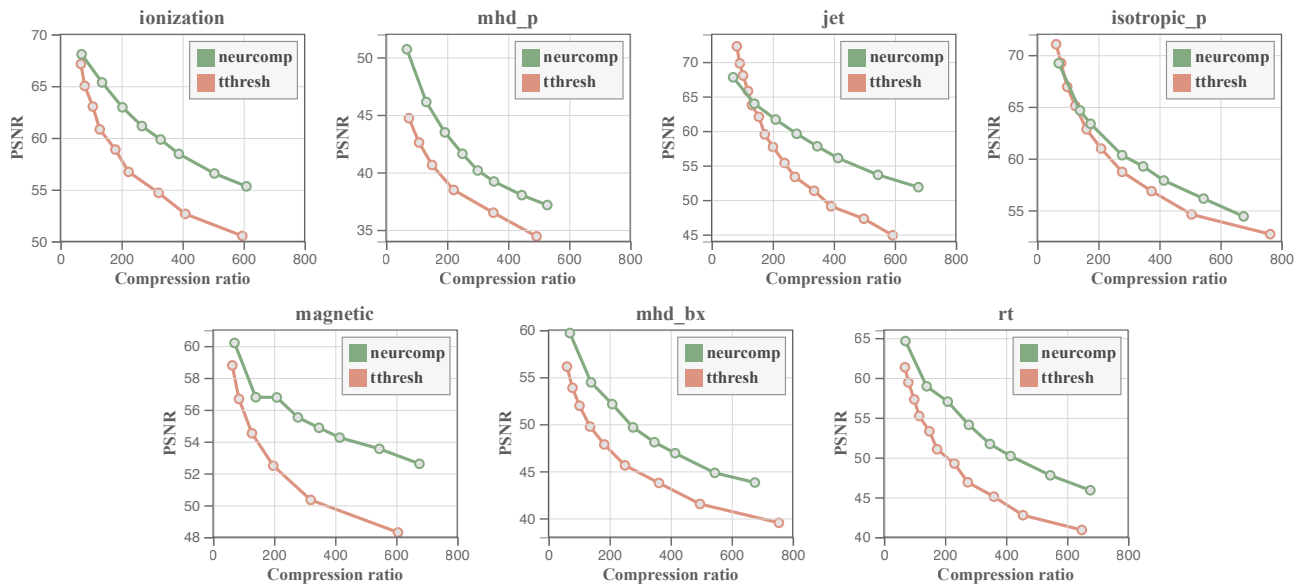 ionization
mhd_p
jet
isotropic_p
70
65
60
55
50
PSNR
neurcomp
tthresh
0 200 400 600 800
Compression ratio
50
45
40
35
PSNR
neurcomp
tthresh
0 200 400 600 800
Compression ratio
70
65
60
55
50
45
PSNR
neurcomp
tthresh
0 200 400 600 800
Compression ratio
70
65
60
55
PSNR
neurcomp
tthresh
0 200 400 600 800
Compression ratio
magnetic
mhd_bx
rt
60
58
56
54
52
50
48
PSNR
neurcomp
tthresh
0 200 400 600 800
Compression ratio
60
55
50
45
40
PSNR
neurcomp
tthresh
0 200 400 600 800
Compression ratio
65
60
55
50
45
40
PSNR
neurcomp
tthresh
0 200 400 600 800
Compression ratio